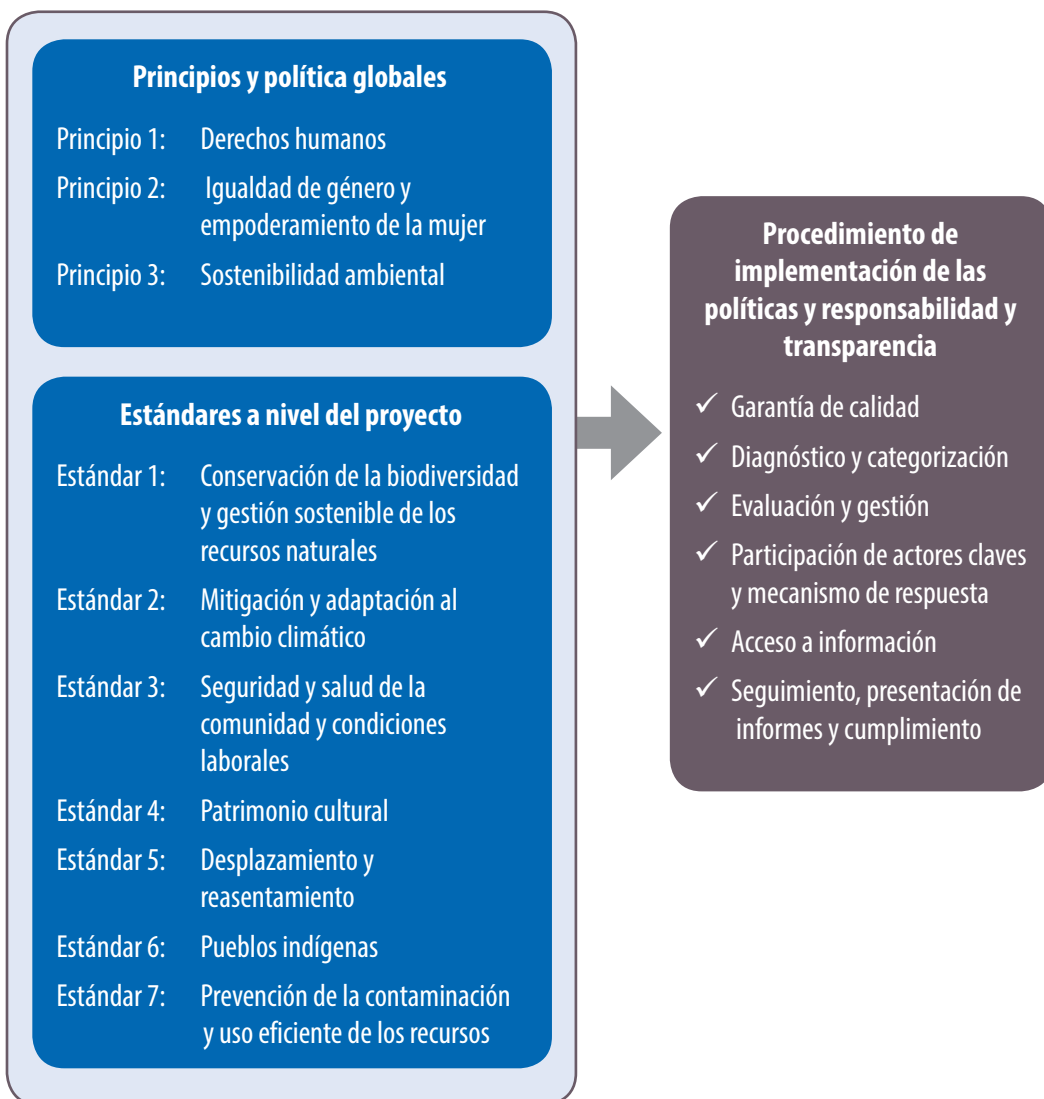 Principios y política globales
Principio 1: Derechos humanos
Principio 2: Igualdad de género y
empoderamiento de la mujer
Principio 3: Sostenibilidad ambiental
Estándares a nivel del proyecto
Estándar 1: Conservación de la biodiversidad
y gestión sostenible de los
recursos naturales
Estándar 2: Mitigación y adaptación al
cambio climático
Estándar 3: Seguridad y salud de la
comunidad y condiciones
laborales
Estándar 4: Patrimonio cultural
Estándar 5: Desplazamiento y
reasentamiento
Estándar 6: Pueblos indígenas
Estándar 7: Prevención de la contaminación
y uso eficiente de los recursos
Procedimiento de
implementación de las
políticas y responsabilidad y
transparencia
✓ Garantía de calidad
✓ Diagnóstico y categorización
✓ Evaluación y gestión
✓ Participación de actores claves
y mecanismo de respuesta
✓ Acceso a información
✓ Seguimiento, presentación de
informes y cumplimiento